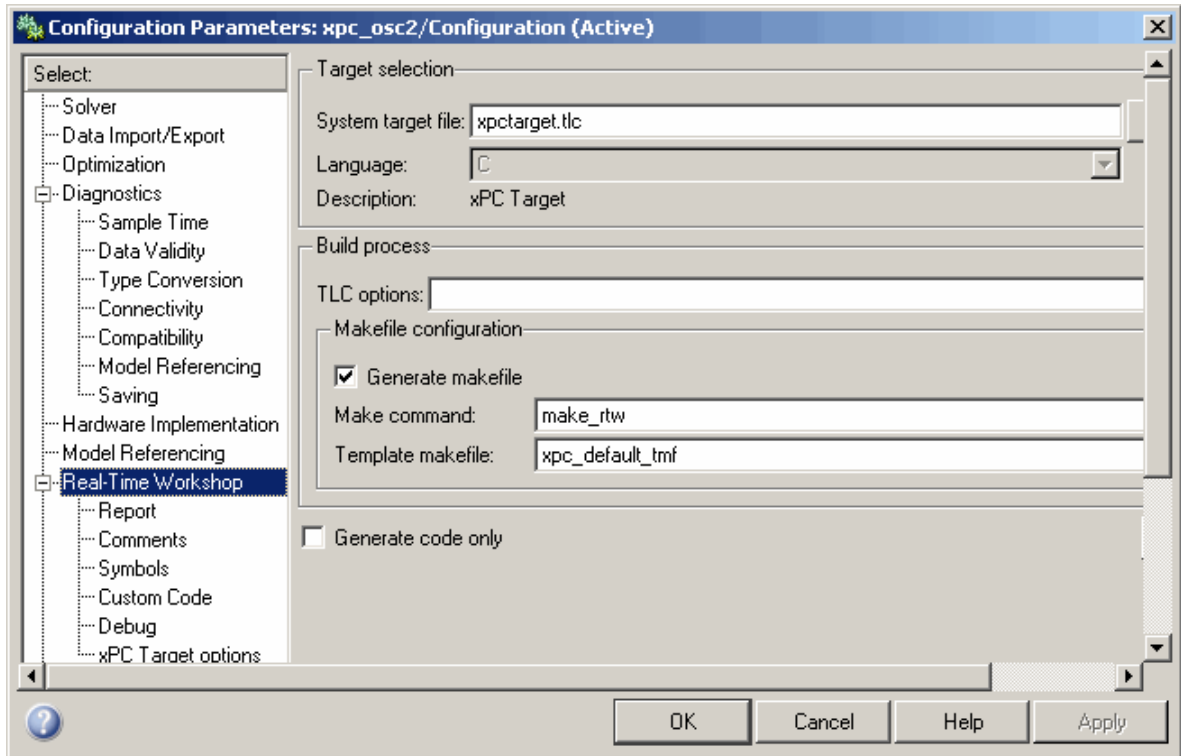 Configuration Parameters: xpc_osc2/Configuration (Active)
Select:
Solver
Data Import/Export
Optimization
Diagnostics
Sample Time
Data Validity
Type Conversion
Connectivity
Compatibility
Model Referencing
Saving
Hardware Implementation
Model Referencing
Real-Time Workshop
Report
Comments
Symbols
Custom Code
Debug
xPC Target options
Target selection
System target file: xpctarget.tlc
Language: C
Description: xPC Target
Build process
TLC options:
Makefile configuration
Generate makefile
Make command: make_rtw
Template makefile: xpc_default_tmf
Generate code only
OK Cancel Help Apply